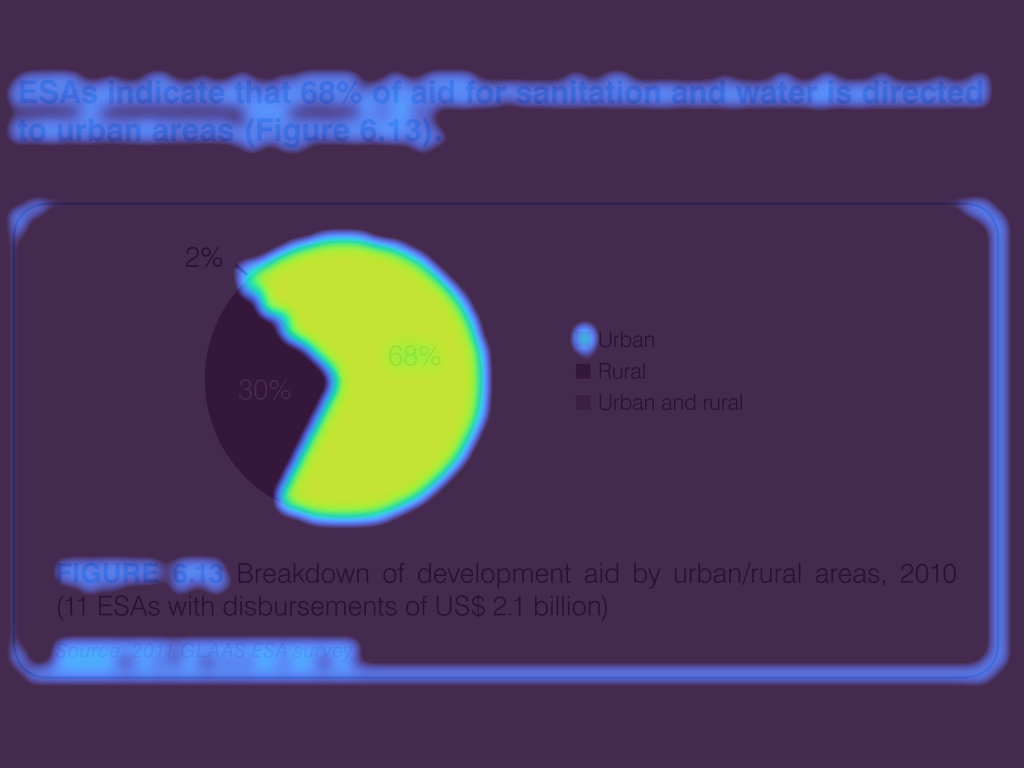 ESAs indicate that 68% of aid for sanitation and water is directed
to urban areas (Figure 6.13).
2%
68%
30%
Urban
Rural
Urban and rural
FIGURE 6.13 Breakdown of development aid by urban/rural areas, 2010
(11 ESAs with disbursements of US$ 2.1 billion)
Source: 2011 GLAAS ESA survey